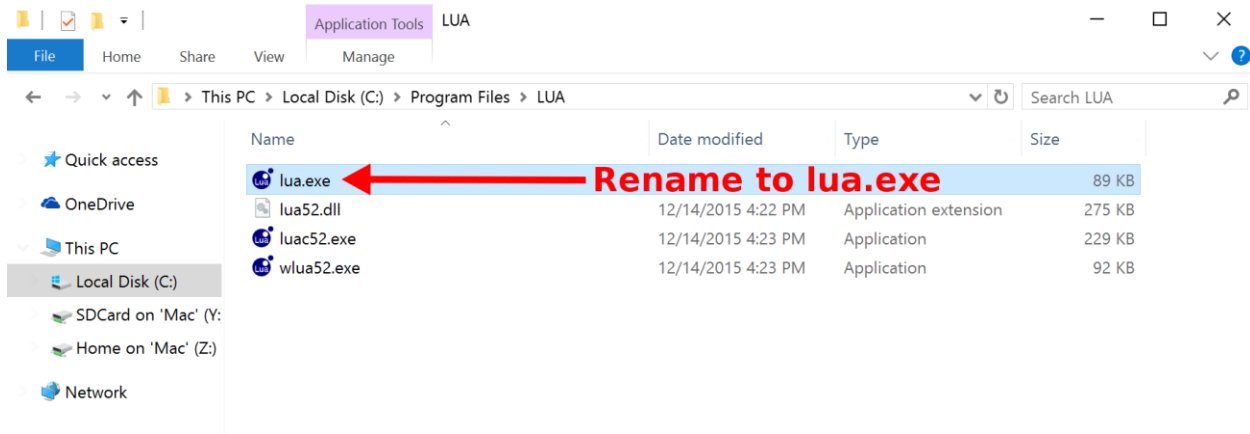 Application Tools LUA
File Home Share View Manage
This PC > Local Disk (C:) > Program Files > LUA Search LUA
Name Date modified Type Size
Quick access
lua.exe Rename to lua.exe 89 KB
OneDrive
lua52.dll 12/14/2015 4:22 PM Application extension 275 KB
luac52.exe 12/14/2015 4:23 PM Application 229 KB
This PC
wlua52.exe 12/14/2015 4:23 PM Application 92 KB
Local Disk (C:)
SDCard on 'Mac' (Y:
Home on 'Mac' (Z:)
Network